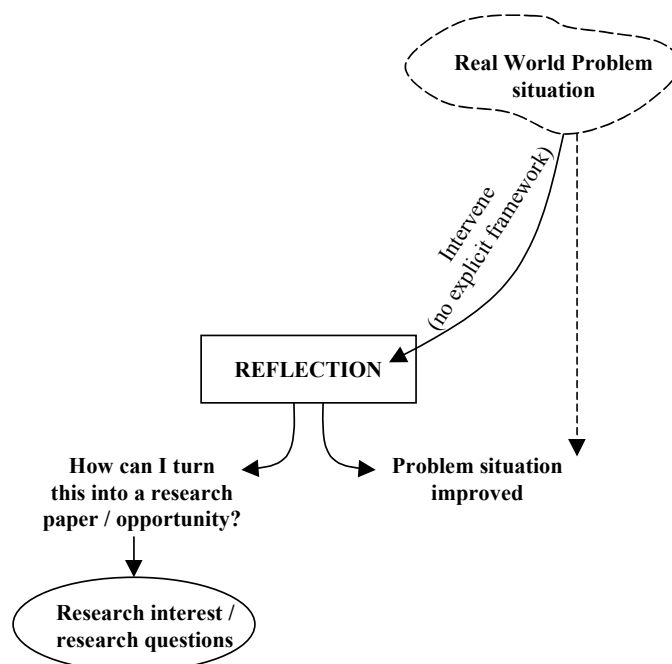 Real World Problem
situation
Intervene
(no explicit framework)
REFLECTION
How can I turn
this into a research
paper / opportunity?
Problem situation
improved
Research interest /
research questions